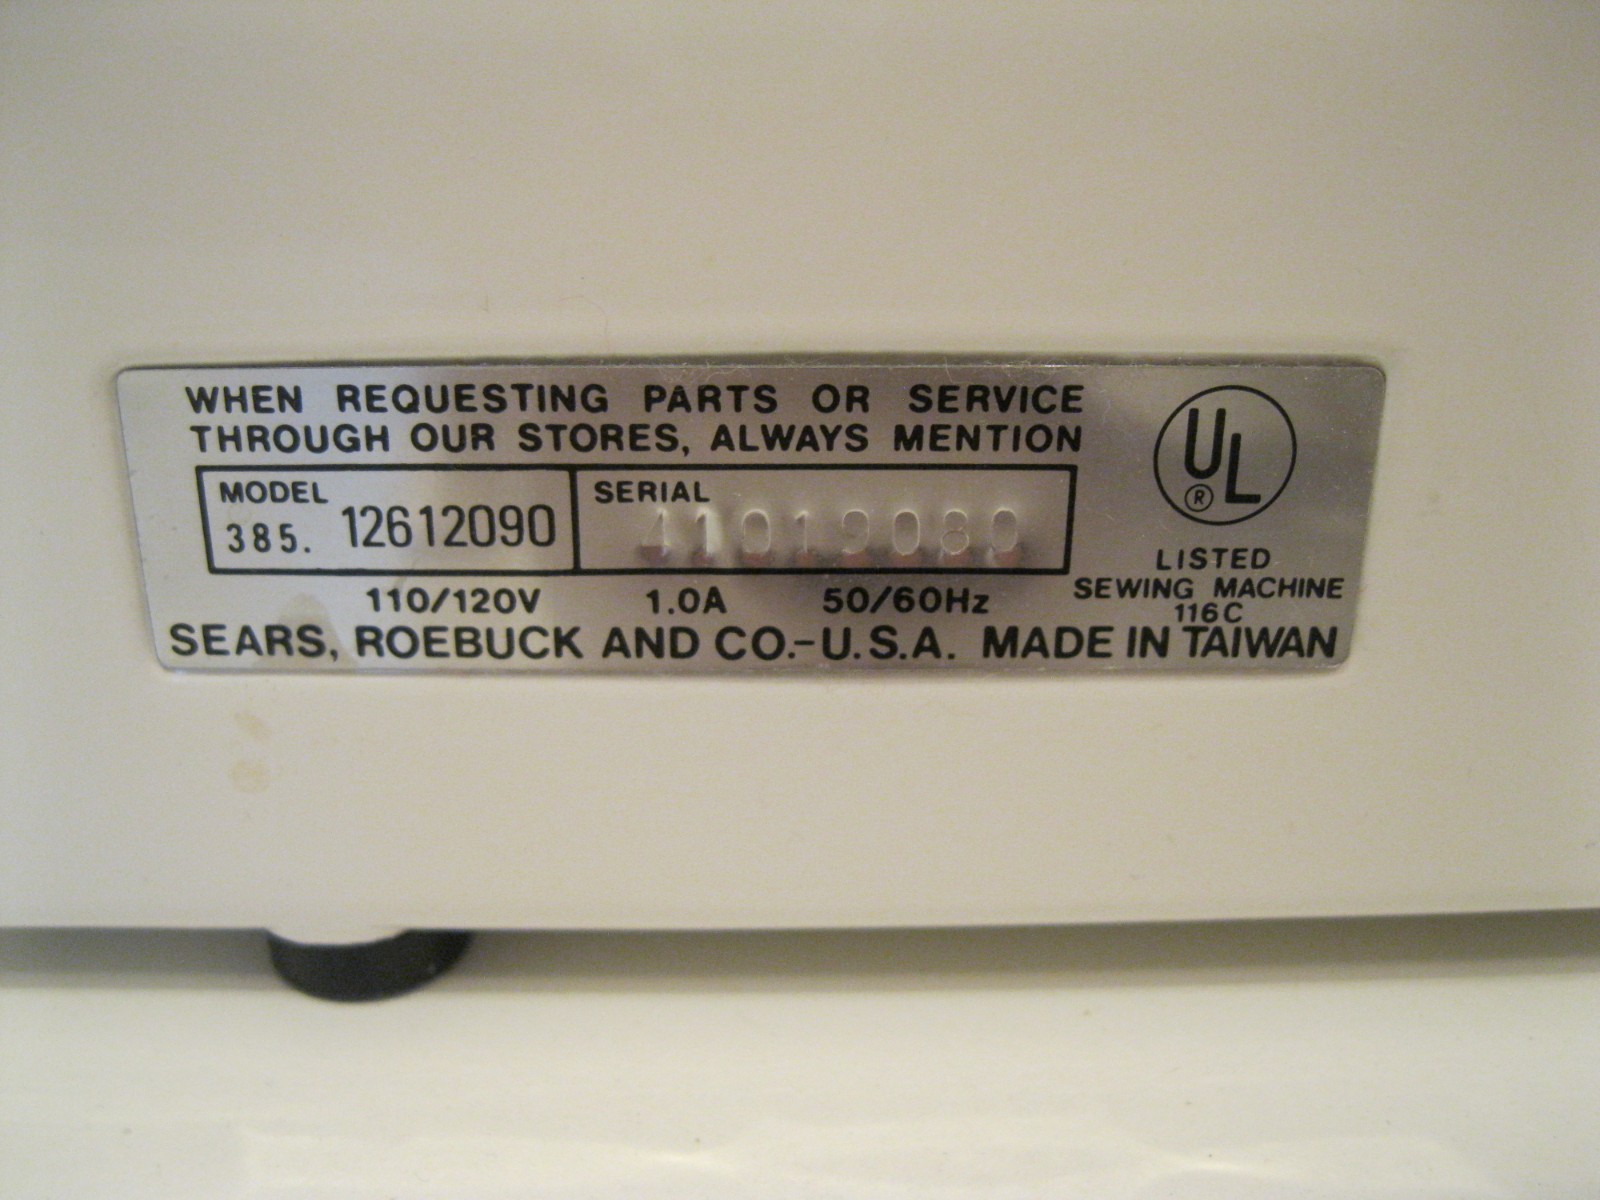 WHEN REQUESTING PARTS OR SERVICE
THROUGH OUR STORES, ALWAYS MENTION
MODEL 385. 12612090
SERIAL 41019080
110/120V 1.0A 50/60Hz
UL ®
LISTED
SEWING MACHINE
116C
SEARS, ROEBUCK AND CO.-U.S.A. MADE IN TAIWAN